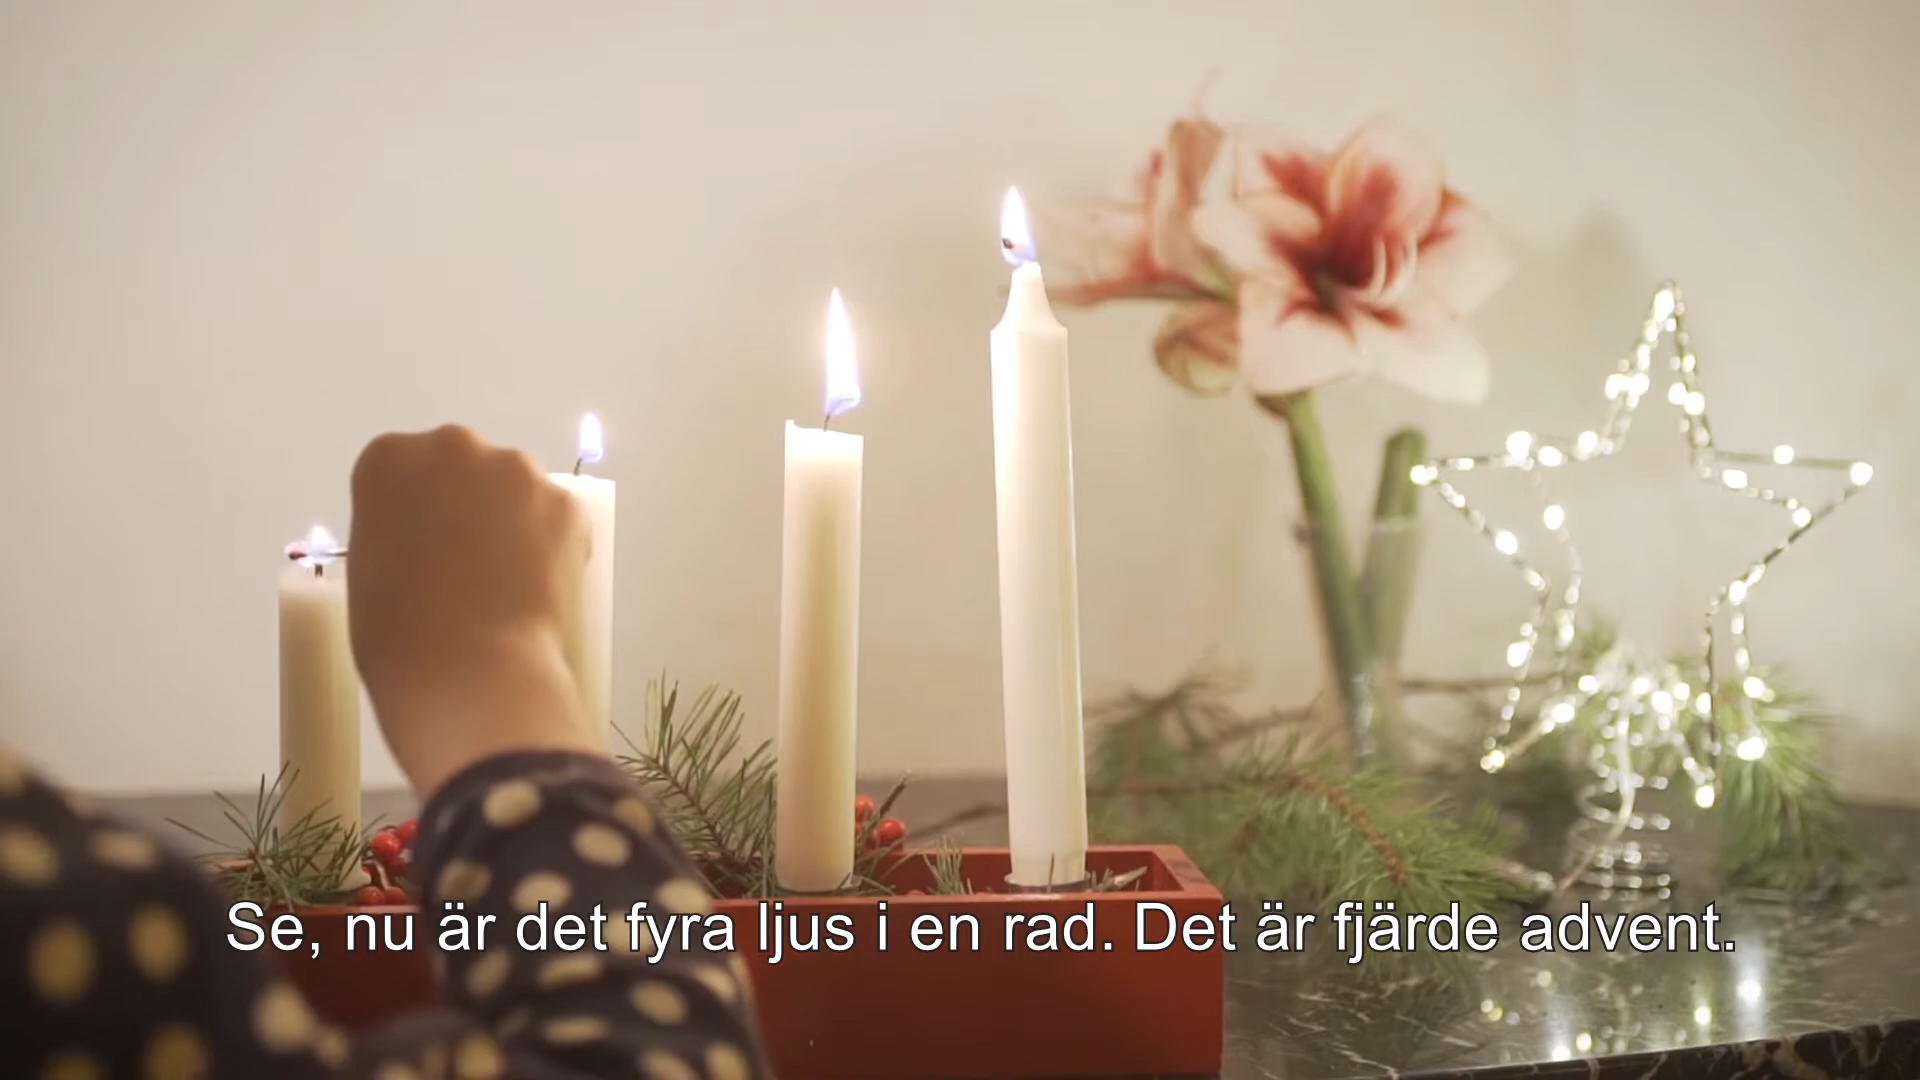 Se, nu är det fyra ljus i en rad. Det är fjärde advent.